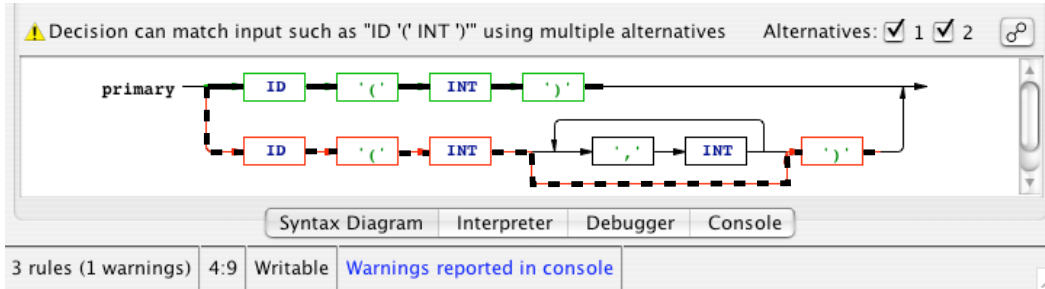 Decision can match input such as "ID '(' INT ')'" using multiple alternatives Alternatives: 1 2
primary ID '(' INT ')'
ID '(' INT ',' INT ')'
Syntax Diagram Interpreter Debugger Console
3 rules (1 warnings) 4:9 Writable Warnings reported in console